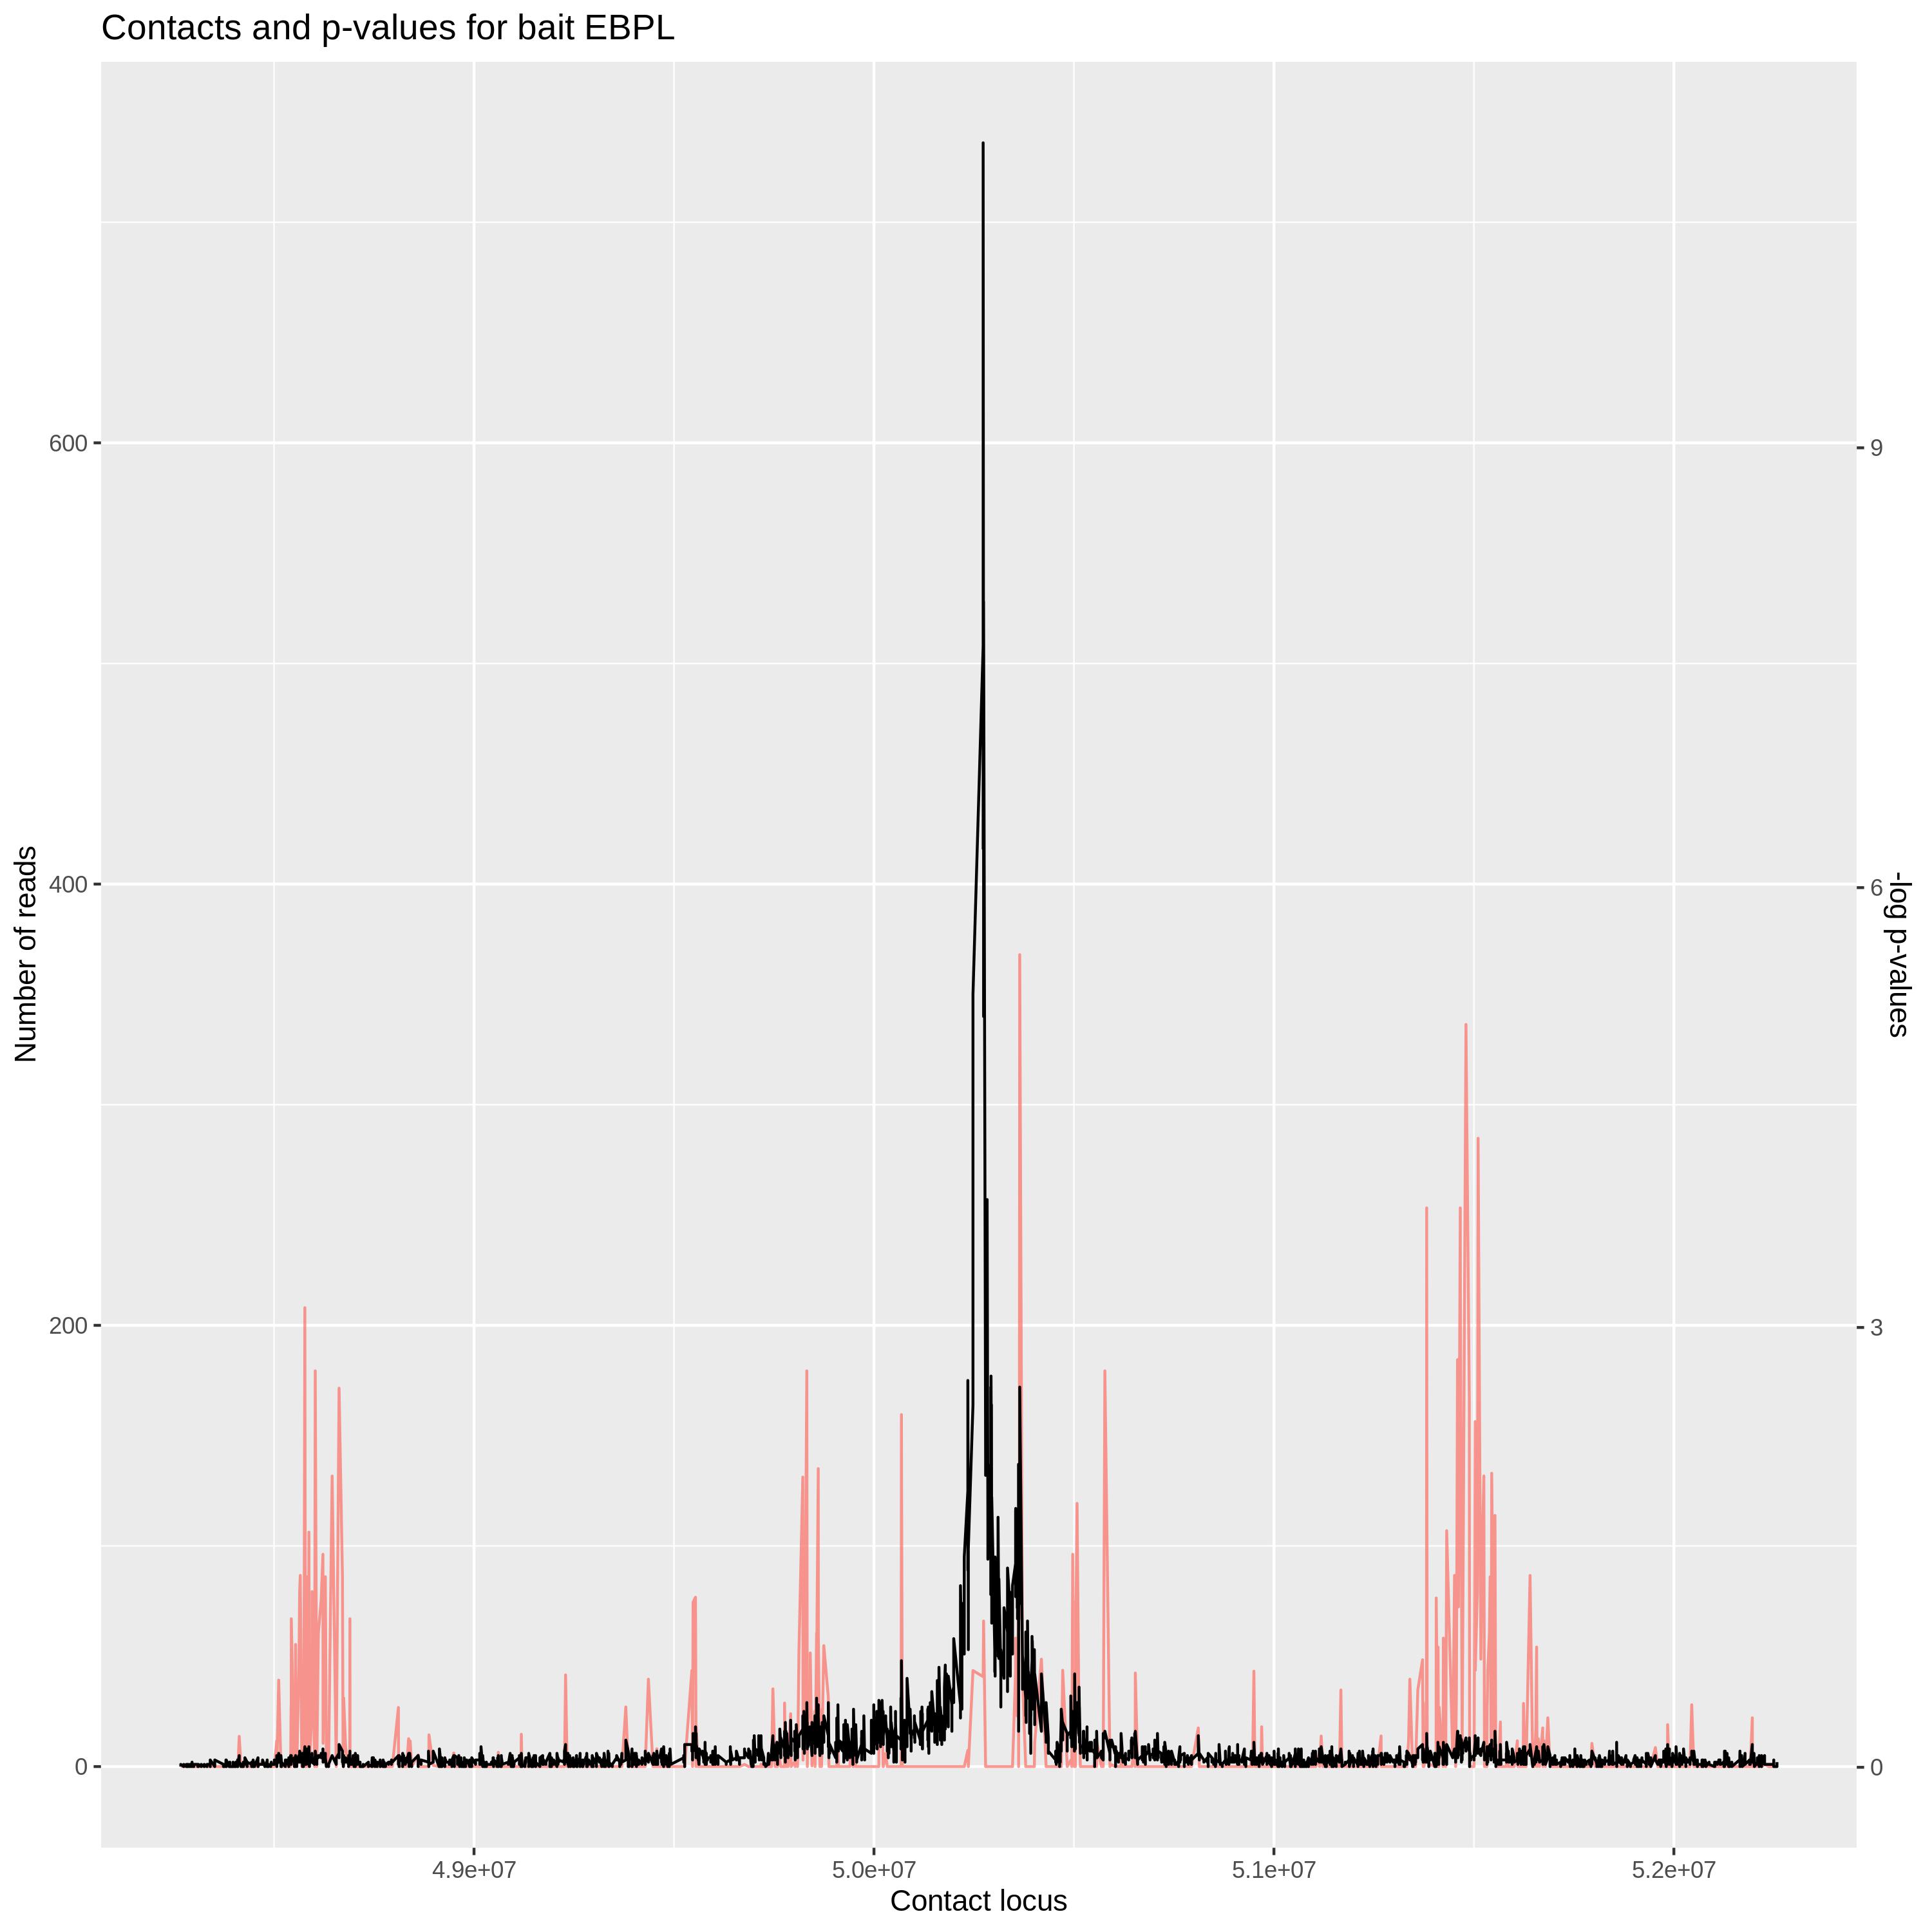 Contacts and p-values for bait EBPL
Number of reads
600
400
200
0
9
6
3
0
-log p-values
4.9e+07
5.0e+07
5.1e+07
5.2e+07
Contact locus